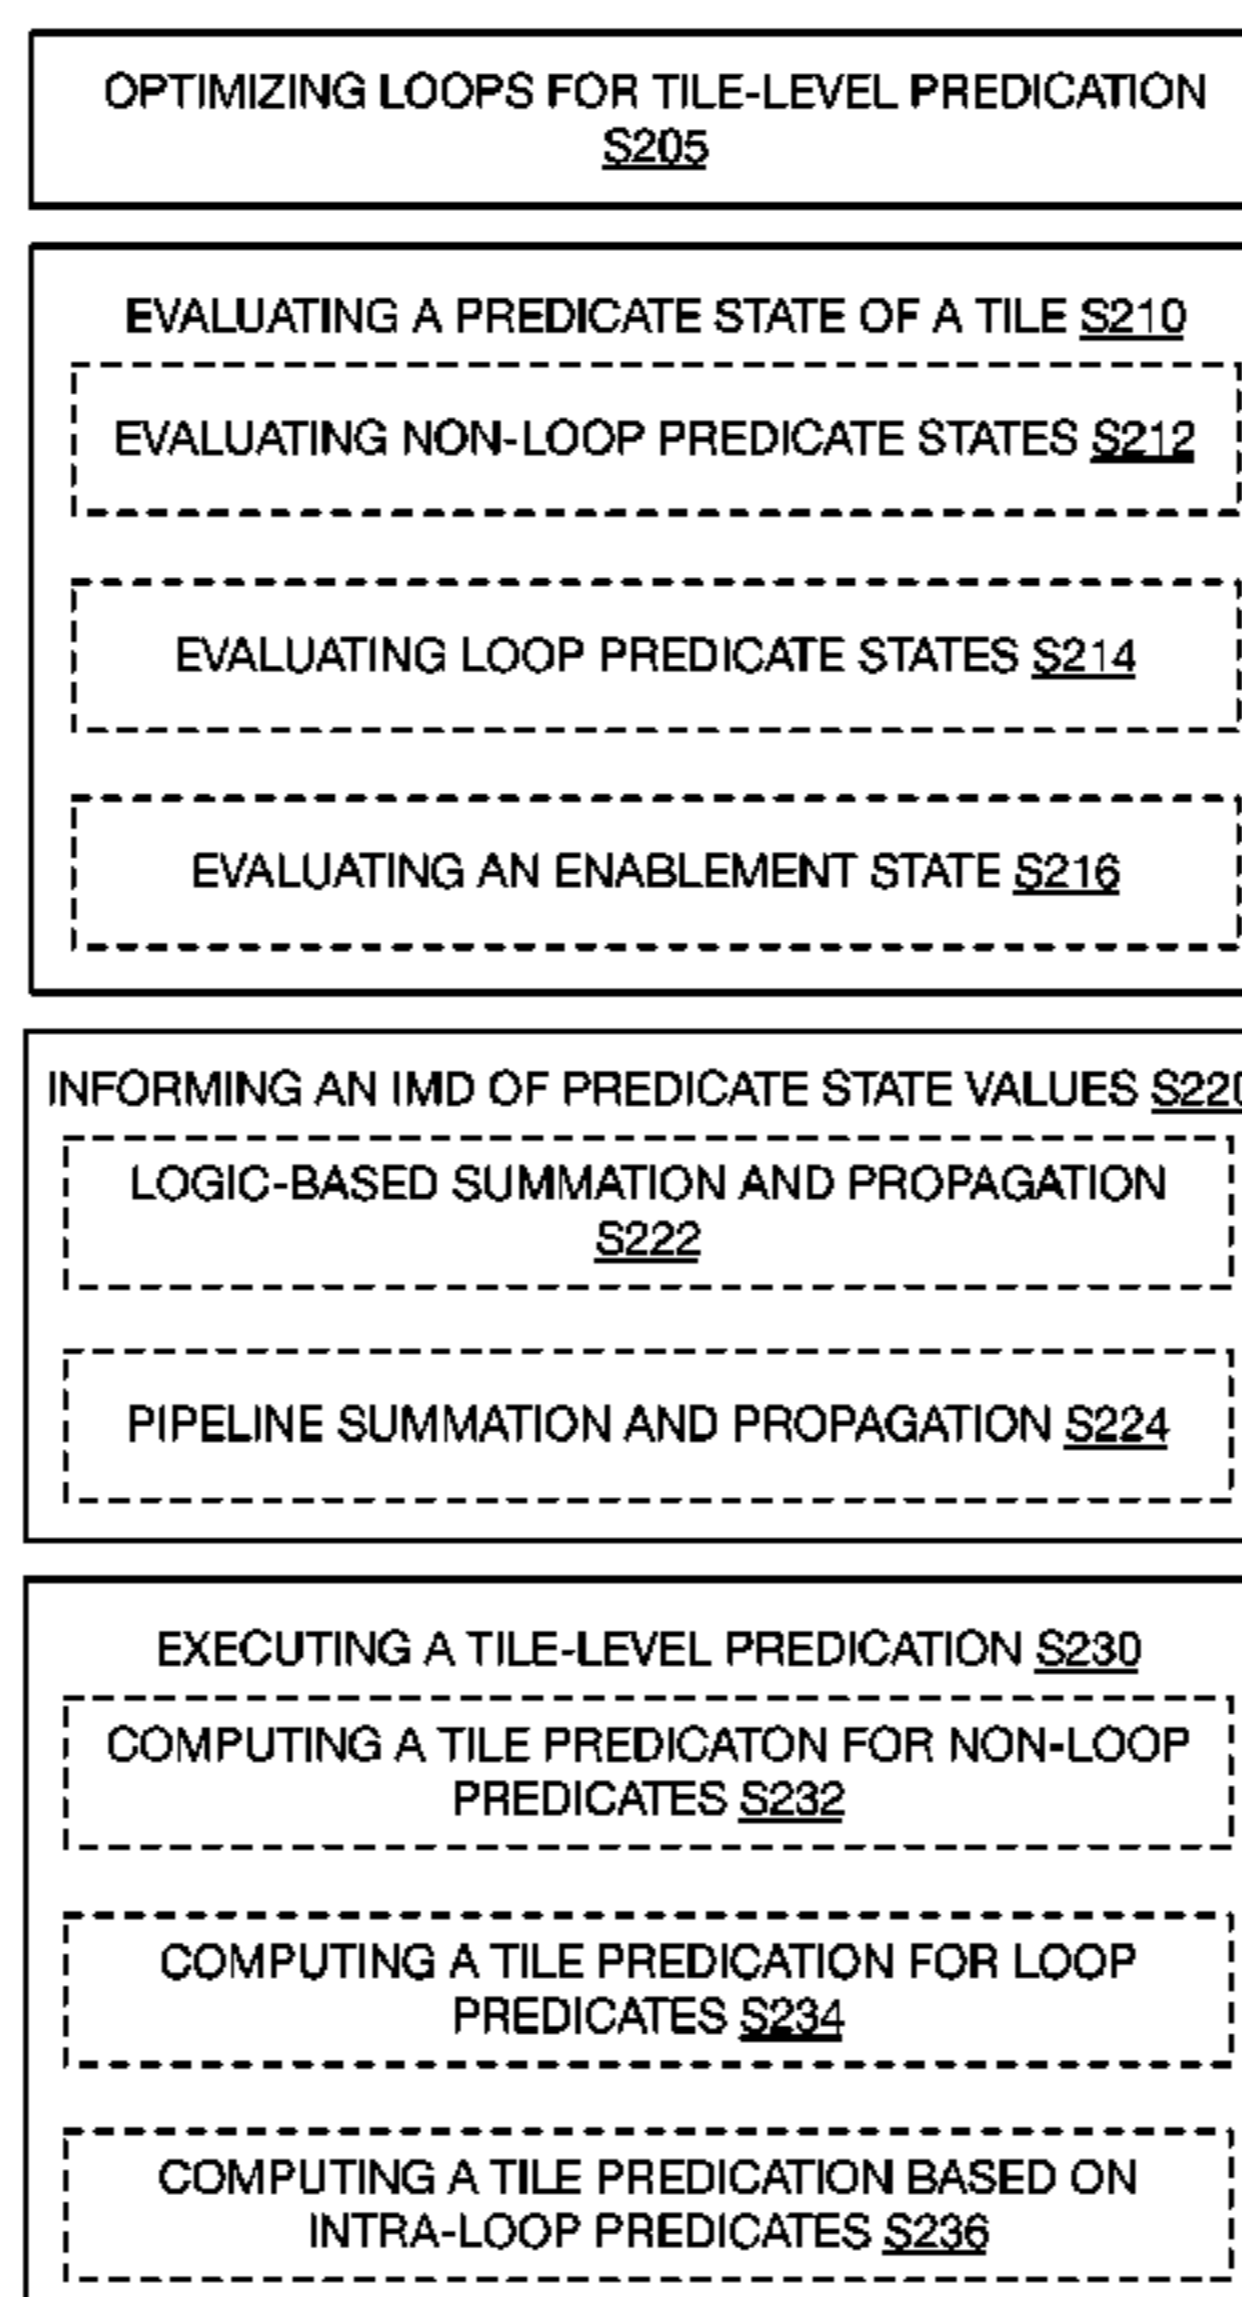 OPTIMIZING LOOPS FOR TILE-LEVEL PREDICATION
S205
EVALUATING A PREDICATE STATE OF A TILE S210
EVALUATING NON-LOOP PREDICATE STATES S212
EVALUATING LOOP PREDICATE STATES S214
EVALUATING AN ENABLEMENT STATE S216
INFORMING AN IMD OF PREDICATE STATE VALUES S220
LOGIC-BASED SUMMATION AND PROPAGATION
S222
PIPELINE SUMMATION AND PROPAGATION S224
EXECUTING A TILE-LEVEL PREDICATION S230
COMPUTING A TILE PREDICATON FOR NON-LOOP
PREDICATES S232
COMPUTING A TILE PREDICATION FOR LOOP
PREDICATES S234
COMPUTING A TILE PREDICATION BASED ON
INTRA-LOOP PREDICATES S236